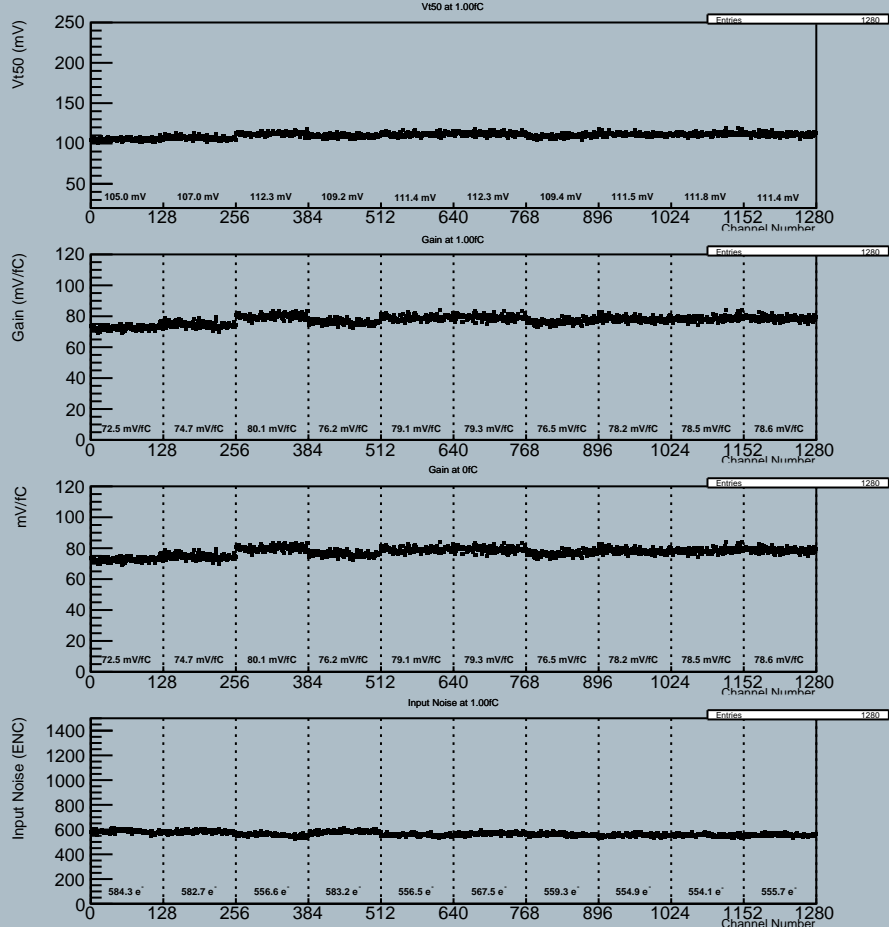 Vt50 at 1.00fC
Entries 1280
Vt50 (mV)
250
200
150
100
50
105.0 mV 107.0 mV 112.3 mV 109.2 mV 111.4 mV 112.3 mV 109.4 mV 111.5 mV 111.8 mV 111.4 mV
0 128 256 384 512 640 768 896 1024 1152 1280
Channel Number
Gain at 1.00fC
Entries 1280
Gain (mV/fC)
120
100
80
60
40
20
0
72.5 mV/fC 74.7 mV/fC 80.1 mV/fC 76.2 mV/fC 79.1 mV/fC 79.3 mV/fC 76.5 mV/fC 78.2 mV/fC 78.5 mV/fC 78.6 mV/fC
0 128 256 384 512 640 768 896 1024 1152 1280
Channel Number
Gain at 0fC
Entries 1280
mV/fC
120
100
80
60
40
20
0
72.5 mV/fC 74.7 mV/fC 80.1 mV/fC 76.2 mV/fC 79.1 mV/fC 79.3 mV/fC 76.5 mV/fC 78.2 mV/fC 78.5 mV/fC 78.6 mV/fC
0 128 256 384 512 640 768 896 1024 1152 1280
Channel Number
Input Noise at 1.00fC
Entries 1280
Input Noise (ENC)
1400
1200
1000
800
600
400
200
0
584.3 e⁻ 582.7 e⁻ 556.6 e⁻ 583.2 e⁻ 556.5 e⁻ 567.5 e⁻ 559.3 e⁻ 554.9 e⁻ 554.1 e⁻ 555.7 e⁻
0 128 256 384 512 640 768 896 1024 1152 1280
Channel Number